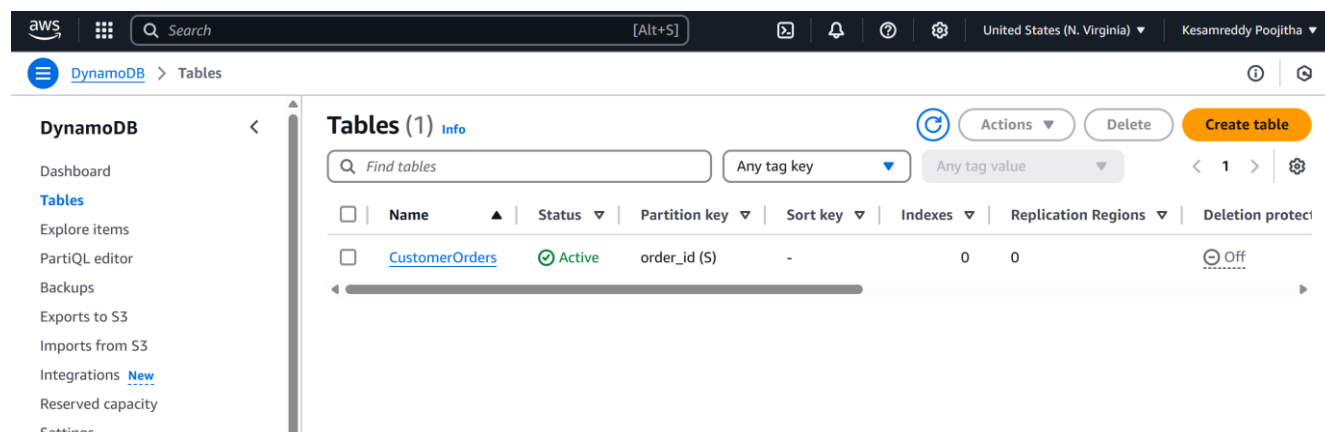 aws Search [Alt+S] United States (N. Virginia) Kesamreddy Poojitha
DynamoDB > Tables
DynamoDB
Dashboard
Tables
Explore items
PartiQL editor
Backups
Exports to S3
Imports from S3
Integrations New
Reserved capacity
Settings
Tables (1) Info Actions Delete Create table
Find tables Any tag key Any tag value 1
Name Status Partition key Sort key Indexes Replication Regions Deletion protect
CustomerOrders Active order_id (S) - 0 0 Off